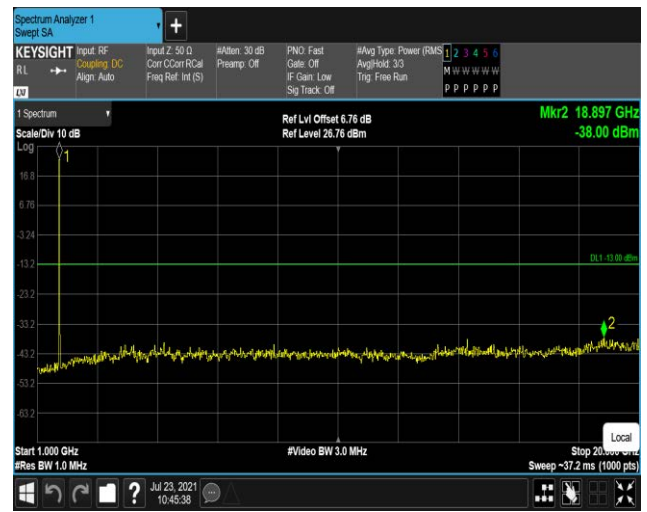 Spectrum Analyzer 1
Swept SA
KEYSIGHT Input: RF Input Z: 50 Ω #Atten: 30 dB PNO: Fast #Avg Type: Power (RMS 1 2 3 4 5 6
RL Coupling: DC Corr CCorr RCal Preamp: Off Gate: Off Avg|Hold: 3/3 M W W W W W
Align: Auto Freq Ref: Int (S) IF Gain: Low Trig: Free Run
Sig Track: Off P P P P P P
LXI
1 Spectrum
Ref Lvl Offset 6.76 dB
Mkr2 18.897 GHz
Scale/Div 10 dB
Ref Level 26.76 dBm
-38.00 dBm
Log
1
16.8
6.76
-3.24
-13.2
DL1 -13.00 dBm
-23.2
-33.2
2
-43.2
-53.2
-63.2
Local
Start 1.000 GHz #Video BW 3.0 MHz Stop 20.000 GHz
#Res BW 1.0 MHz Sweep ~37.2 ms (1000 pts)
? Jul 23, 2021
10:45:38